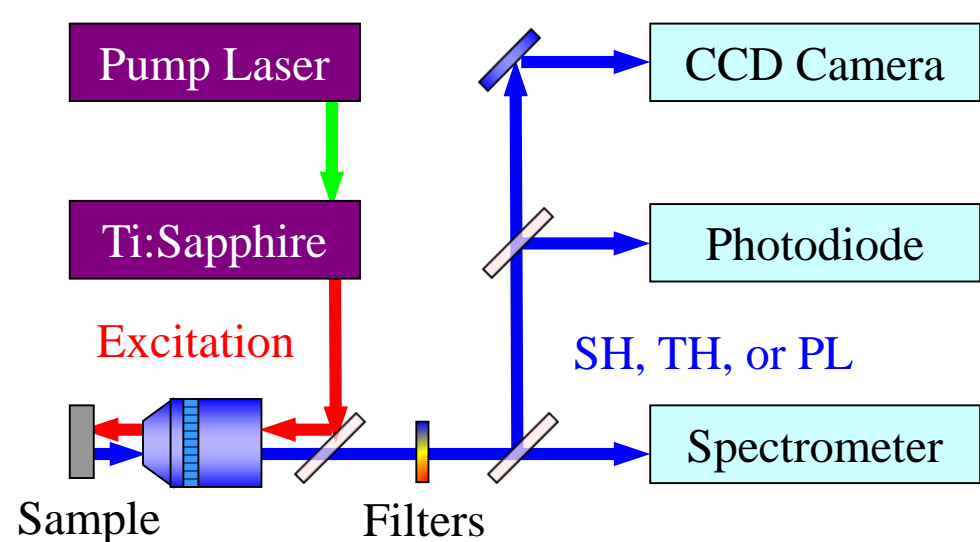 Pump Laser
CCD Camera
Ti:Sapphire
Photodiode
Excitation
SH, TH, or PL
Spectrometer
Sample
Filters